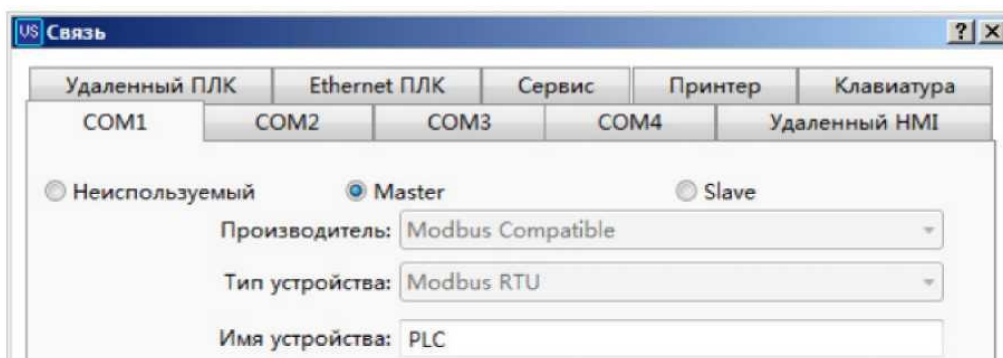 VS Связь
Удаленный ПЛК Ethernet ПЛК Сервис Принтер Клавиатура
COM1 COM2 COM3 COM4 Удаленный HMI
Неиспользуемый Master Slave
Производитель: Modbus Compatible
Тип устройства: Modbus RTU
Имя устройства: PLC